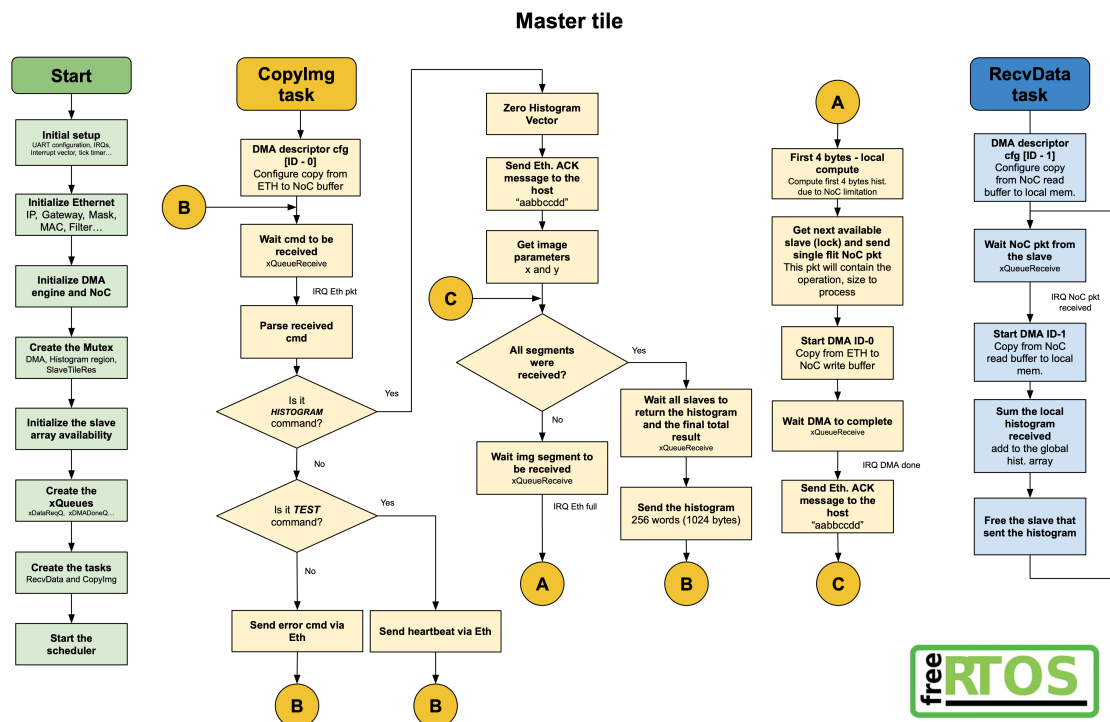 Master tile
Start
Initial setup
UART configuration, IRQs,
Interrupt vector, tick timer...
Initialize Ethernet
IP, Gateway, Mask,
MAC, Filter...
Initialize DMA
engine and NoC
Create the Mutex
DMA, Histogram region,
SlaveTileRes
Initialize the slave
array availability
Create the
xQueues
xDataReqQ, xDMADoneQ...
Create the tasks
RecvData and CopyImg
Start the
scheduler
CopyImg
task
DMA descriptor cfg
[ID - 0]
Configure copy from
ETH to NoC buffer
B
Wait cmd to be
received
xQueueReceive
IRQ Eth pkt
Parse received
cmd
Is it
HISTOGRAM
command?
Yes
No
Is it TEST
command?
Yes
No
Send error cmd via
Eth
Send heartbeat via Eth
B
B
Zero Histogram
Vector
Send Eth. ACK
message to the
host
"aabbccdd"
Get image
parameters
x and y
C
All segments
were
received?
Yes
No
Wait img segment to
be received
xQueueReceive
IRQ Eth full
A
Wait all slaves to
return the histogram
and the final total
result
xQueueReceive
Send the histogram
256 words (1024 bytes)
B
A
First 4 bytes - local
compute
Compute first 4 bytes hist.
due to NoC limitation
Get next available
slave (lock) and send
single flit NoC pkt
This pkt will contain the
operation, size to
process
Start DMA ID-0
Copy from ETH to
NoC write buffer
Wait DMA to complete
xQueueReceive
IRQ DMA done
Send Eth. ACK
message to the
host
"aabbccdd"
C
RecvData
task
DMA descriptor
cfg [ID - 1]
Configure copy
from NoC read
buffer to local mem.
Wait NoC pkt from
the slave
xQueueReceive
IRQ NoC pkt
received
Start DMA ID-1
Copy from NoC
read buffer to local
mem.
Sum the local
histogram
received
add to the global
hist. array
Free the slave that
sent the histogram
free
RTOS